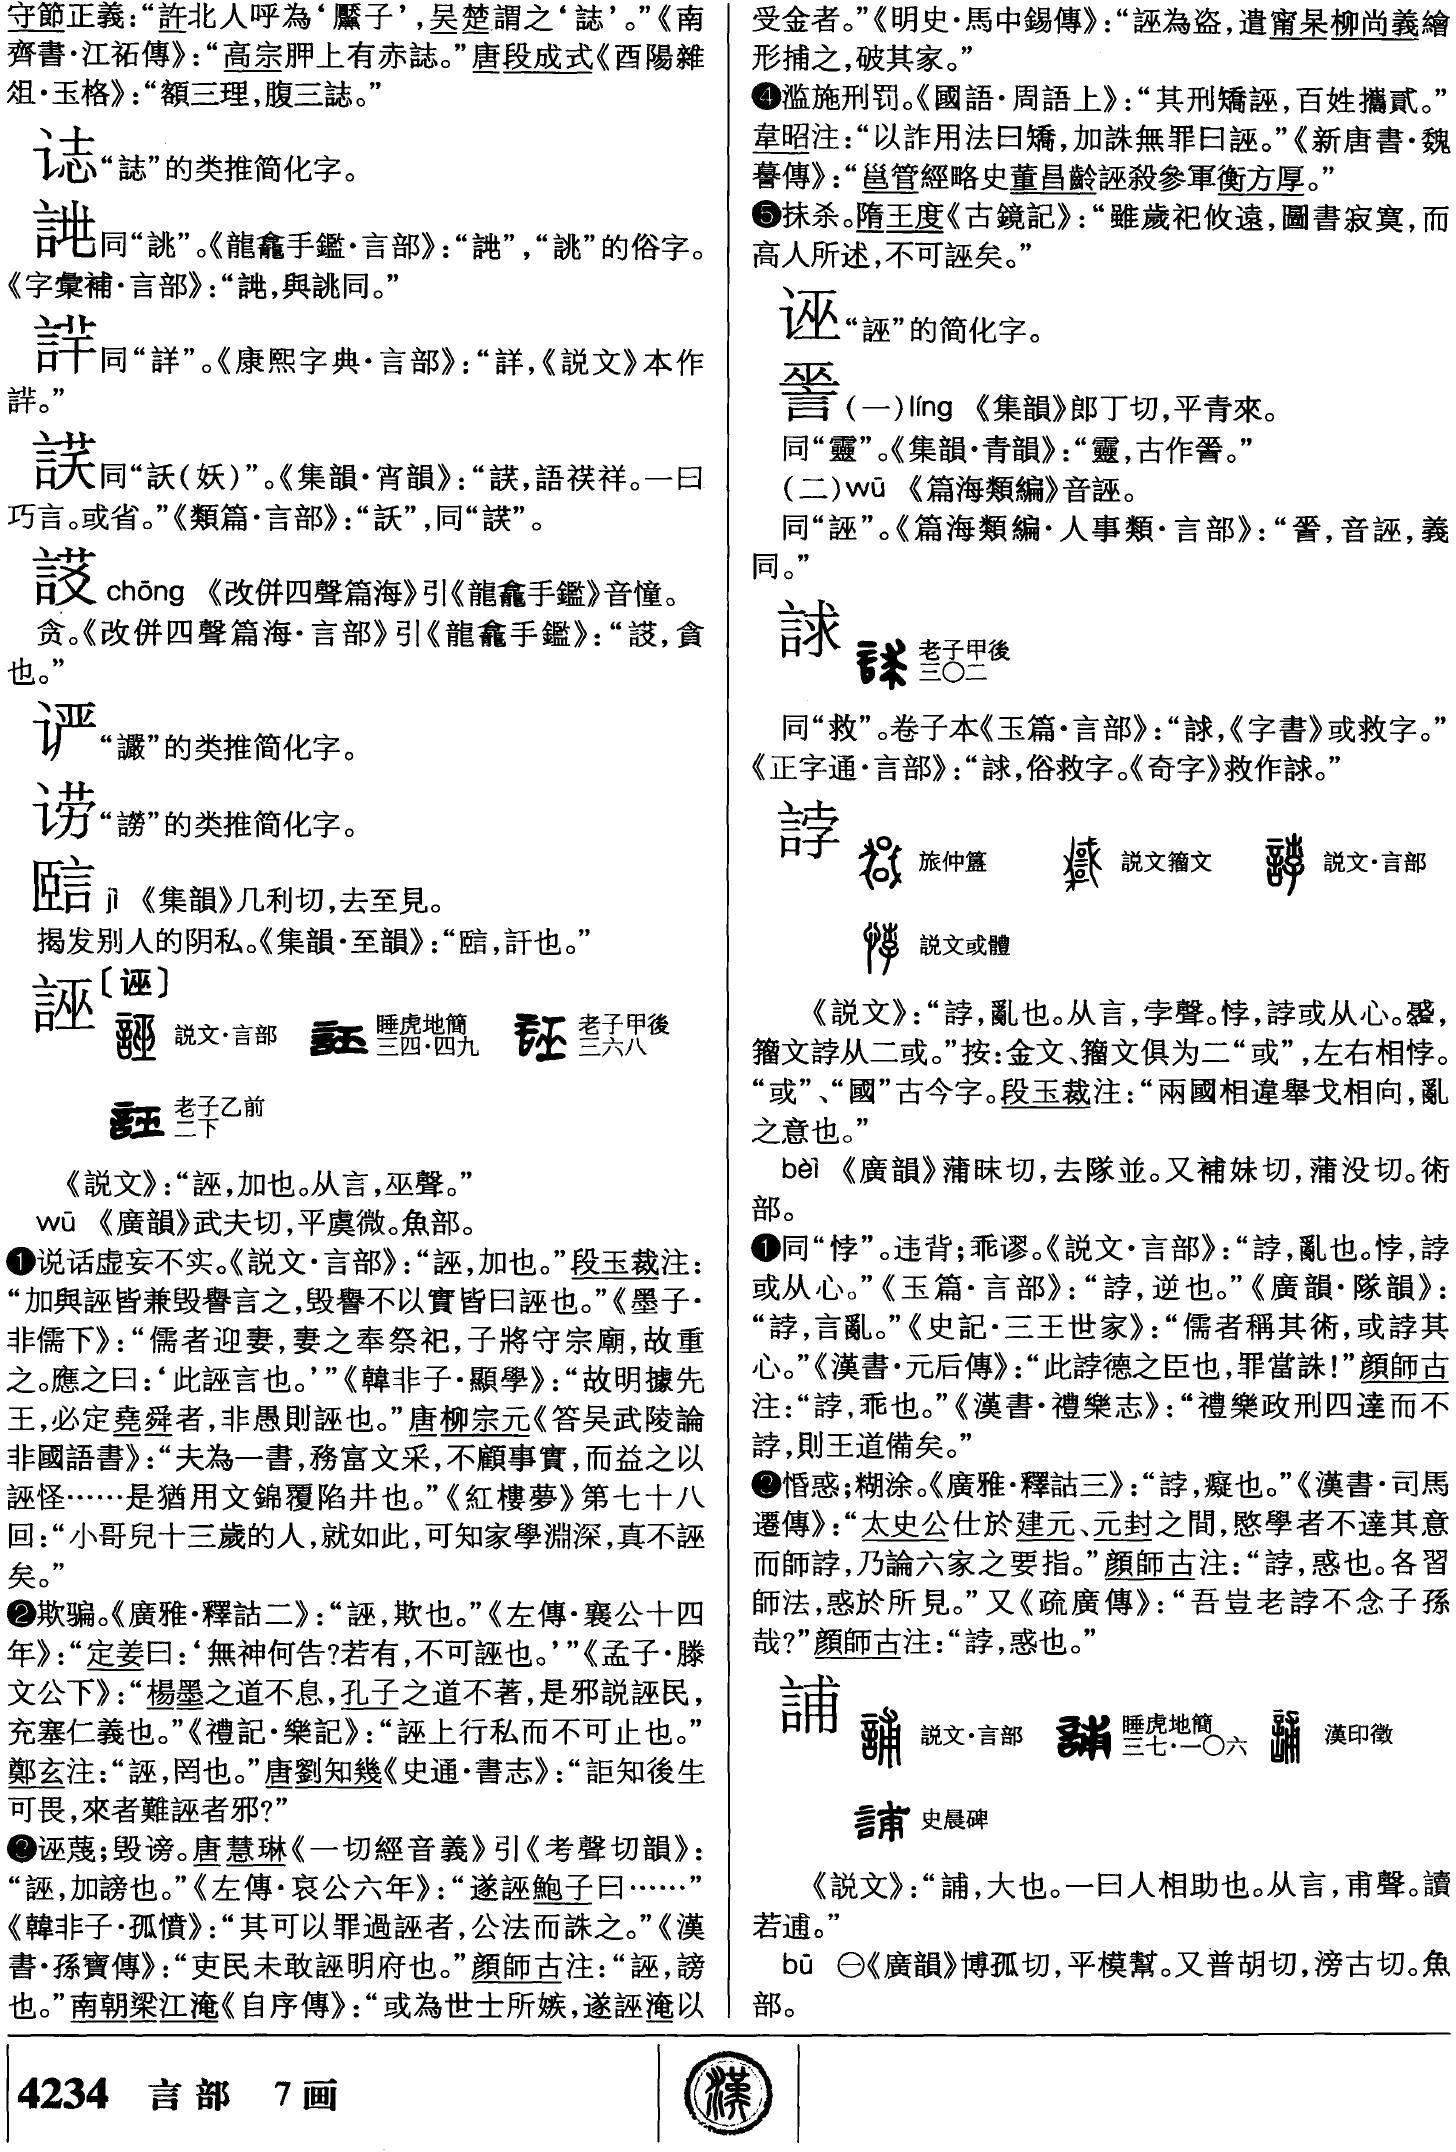 守節正義：“許北人呼為‘黶子’，吴楚謂之‘誌’。”《南
齊書·江祏傳》：“高宗胛上有赤誌。”唐段成式《酉陽雜
俎·玉格》：“額三理，腹三誌。”
“誌”的类推简化字。
同“誂”。《龍龕手鑑·言部》：“𧧸”，“誂”的俗字。
《字彙補·言部》：“𧧸，與誂同。”
同“詳”。《康熙字典·言部》：“詳，《説文》本作
同“訞（妖）”。《集韻·宵韻》：“䛥，語祅祥。一曰
巧言。或省。”《類篇·言部》：“訞”，同“䛥”。
chōng 《改併四聲篇海》引《龍龕手鑑》音憧。
贪。《改併四聲篇海·言部》引《龍龕手鑑》：
也。”
“讝”的类推简化字。
“謗”的类推简化字。
jì 《集韻》几利切，去至見。
揭发别人的阴私。《集韻·至韻》：
誣〔诬〕
説文·言部 睡虎地簡三四·四九 老子甲後三六八
老子乙前二下
《説文》：“誣，加也。从言，巫聲。”
wū 《廣韻》武夫切，平虞微。魚部。
❶说话虚妄不实。《説文·言部》：“誣，加也。”段玉裁注：
“加與誣皆兼毁譽言之，毁譽不以實皆曰誣也。”《墨子·
非儒下》：“儒者迎妻，妻之奉祭祀，子將守宗廟，故重
之。應之曰：‘此誣言也。’”《韓非子·顯學》：“故明據先
王，必定堯舜者，非愚則誣也。”唐柳宗元《答吴武陵論
非國語書》：“夫為一書，務富文采，不顧事實，而益之以
誣怪……是猶用文錦覆陷井也。”《紅樓夢》第七十八
回：“小哥兒十三歲的人，就如此，可知家學淵深，真不誣
矣。”
❷欺骗。《廣雅·釋詁二》：“誣，欺也。”《左傳·襄公十四
年》：“定姜曰：‘無神何告?若有，不可誣也。’”《孟子·滕
文公下》：“楊墨之道不息，孔子之道不著，是邪説誣民，
充塞仁義也。”《禮記·樂記》：“誣上行私而不可止也。”
鄭玄注：“誣，罔也。”唐劉知幾《史通·書志》：“詎知後生
可畏，來者難誣者邪?”
❷诬蔑；毁谤。唐慧琳《一切經音義》引《考聲切韻》：
“誣，加謗也。”《左傳·哀公六年》：“遂誣鮑子曰……”
《韓非子·孤憤》：“其可以罪過誣者，公法而誅之。”《漢
書·孫寶傳》：“吏民未敢誣明府也。”顔師古注：“誣，謗
也。”南朝梁江淹《自序傳》：“或為世士所嫉，遂誣淹以
受金者。”《明史·馬中錫傳》：“誣為盗，遣甯杲柳尚義繪
形捕之，破其家。”
❹滥施刑罚。《國語·周語上》：“其刑矯誣，百姓攜貳。”
韋昭注：“以詐用法曰矯，加誅無罪曰誣。”《新唐書·魏
謩傳》：“邕管經略史董昌齡誣殺參軍衡方厚。”
❺抹杀。隋王度《古鏡記》：“雖歲祀攸遠，圖書寂寞，而
高人所述，不可誣矣。”
诬“誣”的简化字。
（一）líng 《集韻》郎丁切，平青來。
同“靈”。《集韻·青韻》：“靈，古作
（二）wū 《篇海類編》音誣。
同“誣”。《篇海類編·人事類·言部》：
同。”
䛮
老子甲後三〇二
同“救”。卷子本《玉篇·言部》：“䛮，《字書》或救字。”
《正字通·言部》：“䛮，俗救字。《奇字》救作䛮。”
誖
旅仲簋 説文籀文 説文·言部
説文或體
《説文》：“誖，亂也。从言，孛聲。悖，誖或从心。
籀文誖从二或。”按：金文、籀文俱为二“或”，左右相悖。
“或”、“國”古今字。段玉裁注：“兩國相違舉戈相向，亂
之意也。”
bèi 《廣韻》蒲昧切，去隊並。又補妹切，蒲没切。術
部。
❶同“悖”。违背；乖谬。《説文·言部》：“誖，亂也。悖，誖
或从心。”《玉篇·言部》：“誖，逆也。”《廣韻·隊韻》：
“誖，言亂。”《史記·三王世家》：“儒者稱其術，或誖其
心。”《漢書·元后傳》：“此誖德之臣也，罪當誅!”顔師古
注：“誖，乖也。”《漢書·禮樂志》：“禮樂政刑四達而不
誖，則王道備矣。”
❷惛惑；糊涂。《廣雅·釋詁三》：“誖，癡也。”《漢書·司馬
遷傳》：“太史公仕於建元、元封之間，愍學者不達其意
而師誖，乃論六家之要指。”顔師古注：“誖，惑也。各習
師法，惑於所見。”又《疏廣傳》：“吾豈老誖不念子孫
哉?”顔師古注：“誖，惑也。”
誧
説文·言部 睡虎地簡三七·一〇六 漢印徵
史晨碑
《説文》：“誧，大也。一曰人相助也。从言，甫聲。讀
若逋。”
bū ㊀《廣韻》博孤切，平模幫。又普胡切，滂古切。魚
部。
4234 言部 7画
漢